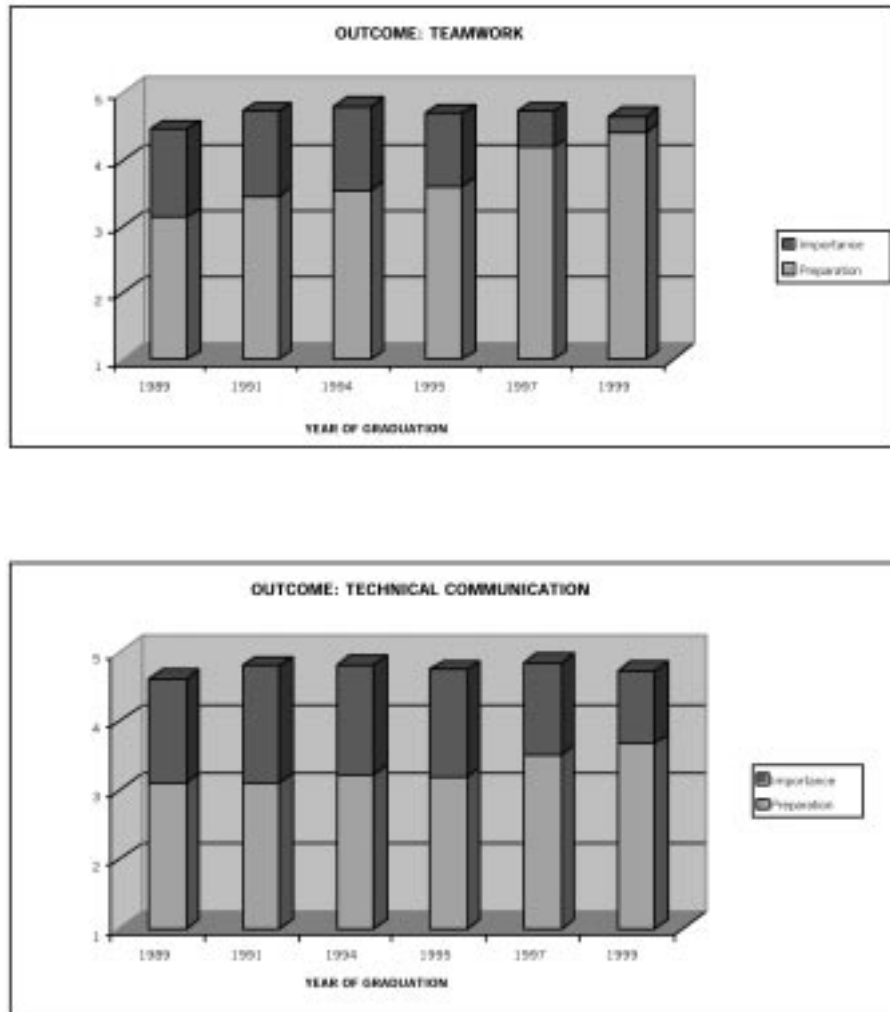 OUTCOME: TEAMWORK
5
4
3
2
1
1989 1991 1994 1995 1997 1999
YEAR OF GRADUATION
Importance
Preparation
OUTCOME: TECHNICAL COMMUNICATION
5
4
3
2
1
1989 1991 1994 1995 1997 1999
YEAR OF GRADUATION
Importance
Preparation